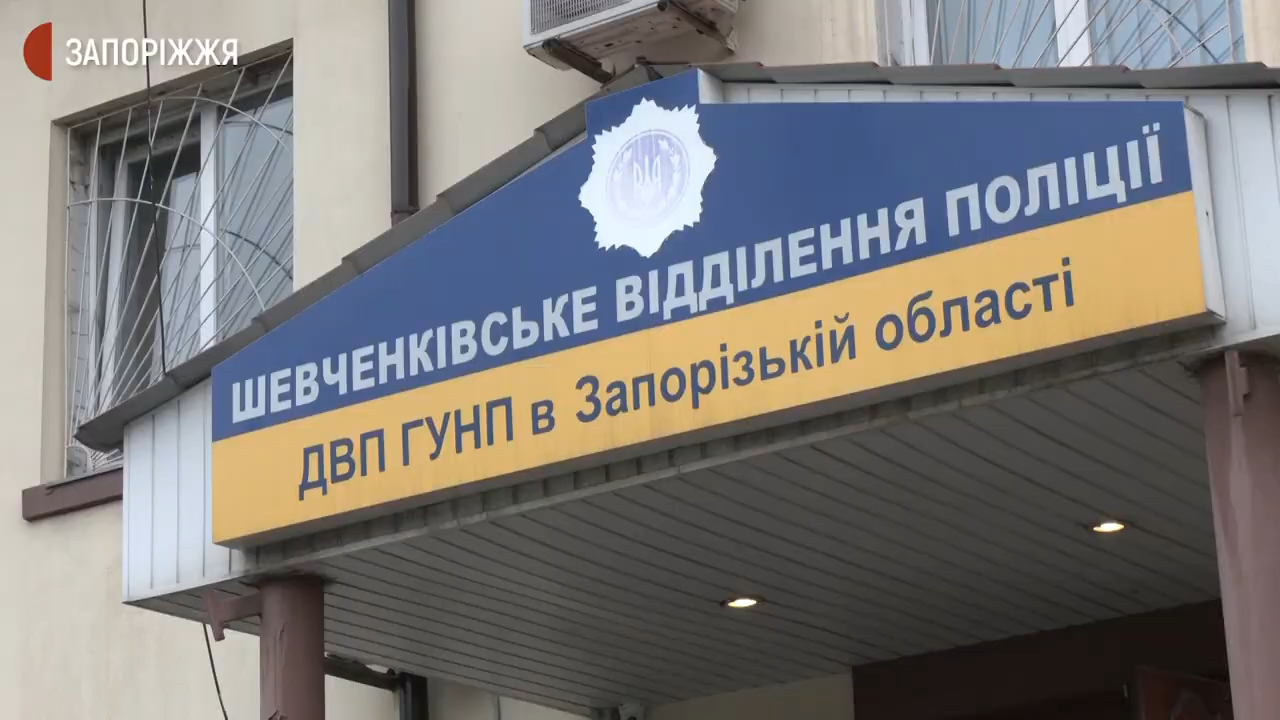 ЗАПОРІЖЖЯ
ШЕВЧЕНКІВСЬКЕ ВІДДІЛЕННЯ ПОЛІЦІЇ
ДВП ГУНП в Запорізькій області